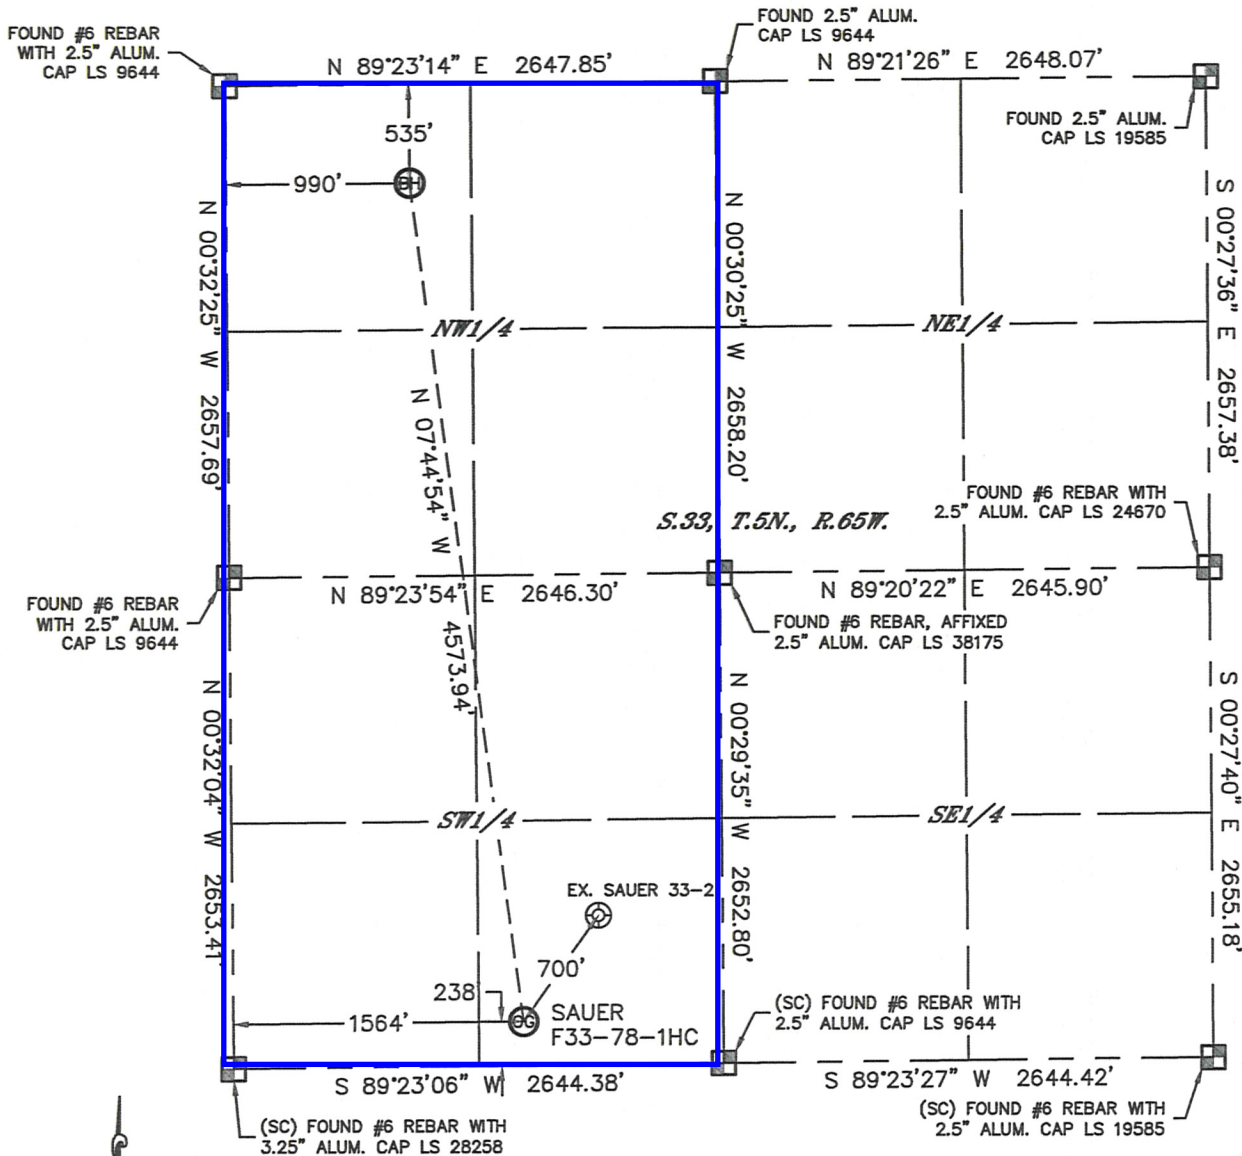 FOUND #6 REBAR
WITH 2.5" ALUM.
CAP LS 9644
FOUND 2.5" ALUM.
CAP LS 9644
N 89°23'14" E 2647.85'
N 89°21'26" E 2648.07'
FOUND 2.5" ALUM.
CAP LS 19585
535'
990'
BH
N 00°32'25" W 2657.69'
N 00°30'25" W 2658.20'
S 00°27'36" E 2657.38'
NW1/4
NE1/4
N 07°44'54" W 4573.94'
S.33, T.5N., R.65W.
FOUND #6 REBAR WITH
2.5" ALUM. CAP LS 24670
N 89°23'54" E 2646.30'
N 89°20'22" E 2645.90'
FOUND #6 REBAR
WITH 2.5" ALUM.
CAP LS 9644
FOUND #6 REBAR, AFFIXED
2.5" ALUM. CAP LS 38175
N 00°32'04" W 2653.41'
N 00°29'35" W 2652.80'
S 00°27'40" E 2655.18'
SW1/4
SE1/4
EX. SAUER 33-2
700'
238
1564'
OG
SAUER
F33-78-1HC
(SC) FOUND #6 REBAR WITH
2.5" ALUM. CAP LS 9644
S 89°23'06" W 2644.38'
S 89°23'27" W 2644.42'
(SC) FOUND #6 REBAR WITH
3.25" ALUM. CAP LS 28258
(SC) FOUND #6 REBAR WITH
2.5" ALUM. CAP LS 19585